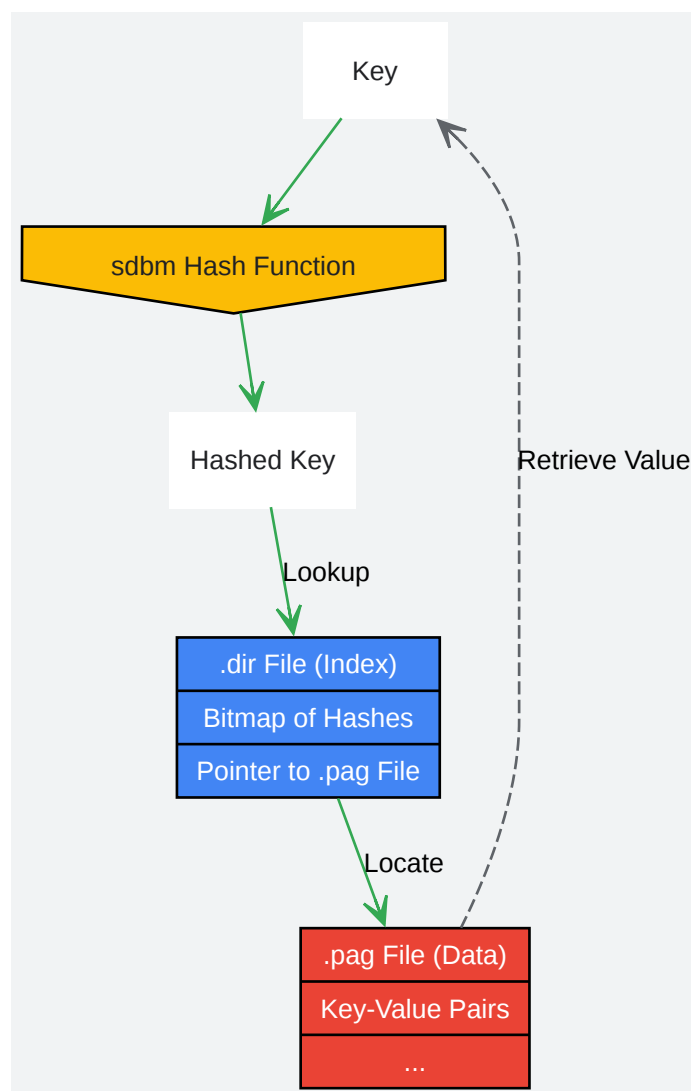 Key
sdbm Hash Function
Hashed Key
Retrieve Value
Lookup
.dir File (Index)
Bitmap of Hashes
Pointer to .pag File
Locate
.pag File (Data)
Key-Value Pairs
...